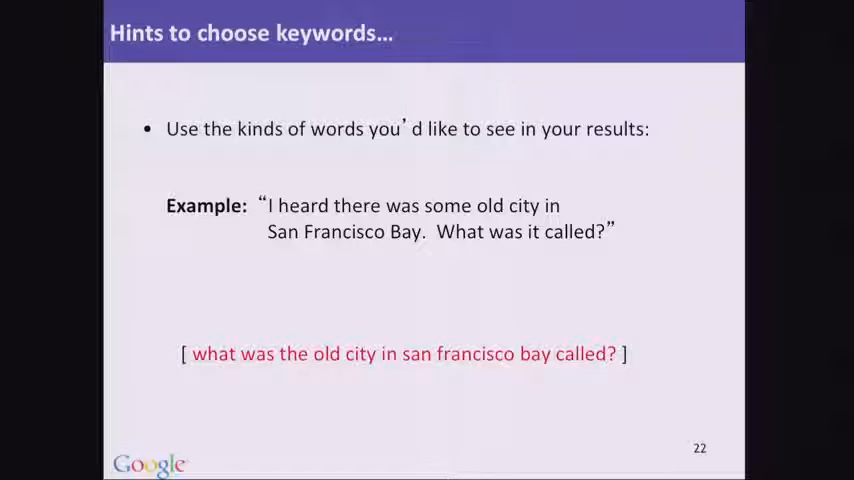 Hints to choose keywords…
• Use the kinds of words you’d like to see in your results:
Example: “I heard there was some old city in
San Francisco Bay. What was it called?”
[ what was the old city in san francisco bay called? ]
22
Google